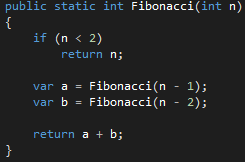 public static int Fibonacci(int n)
{
    if (n < 2)
        return n;

    var a = Fibonacci(n - 1);
    var b = Fibonacci(n - 2);

    return a + b;
}